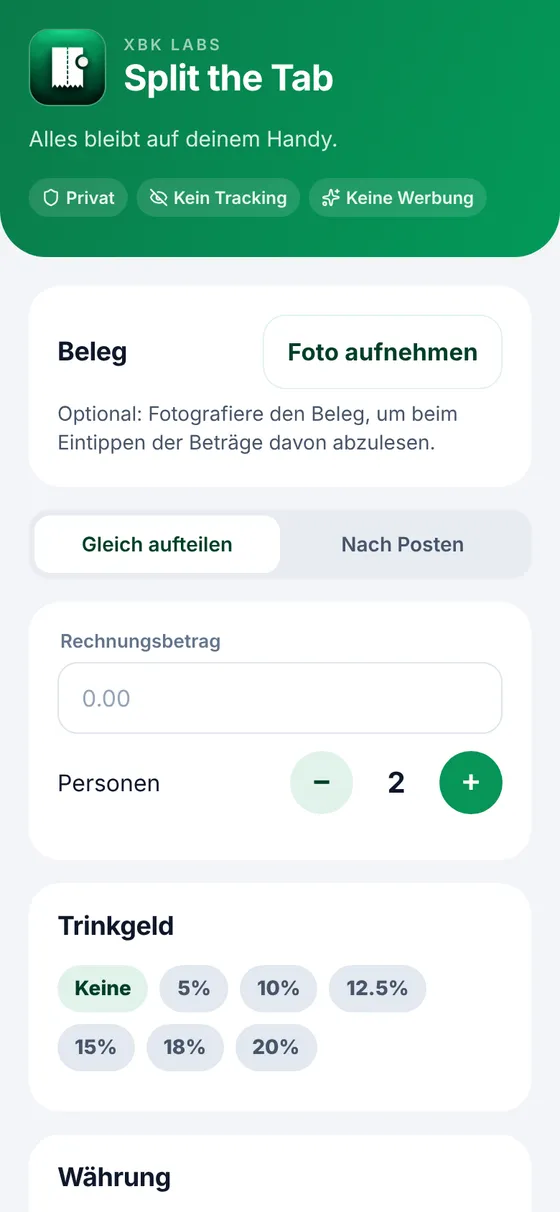 XBK LABS
Split the Tab
Alles bleibt auf deinem Handy.
Privat
Kein Tracking
Keine Werbung
Beleg
Foto aufnehmen
Optional: Fotografiere den Beleg, um beim
Eintippen der Beträge davon abzulesen.
Gleich aufteilen
Nach Posten
Rechnungsbetrag
0.00
Personen
−
2
+
Trinkgeld
Keine
5%
10%
12.5%
15%
18%
20%
Währung